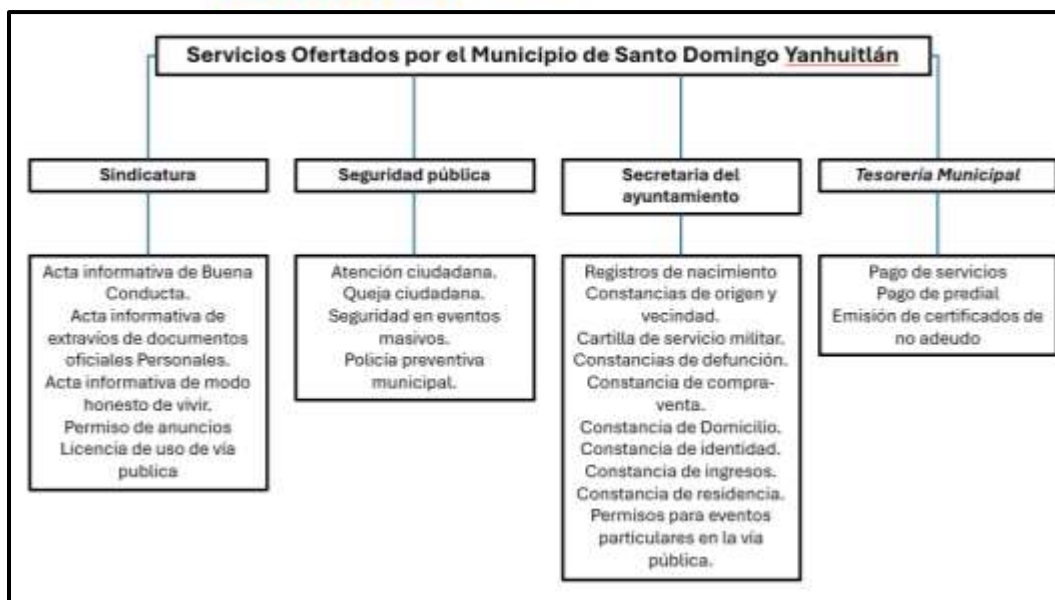 Servicios Ofertados por el Municipio de Santo Domingo Yanhuitlán
Sindicatura
Acta informativa de Buena
Conducta.
Acta informativa de
extravíos de documentos
oficiales Personales.
Acta informativa de modo
honesto de vivir.
Permiso de anuncios
Licencia de uso de vía
publica
Seguridad pública
Atención ciudadana.
Queja ciudadana.
Seguridad en eventos
masivos.
Policía preventiva
municipal.
Secretaria del
ayuntamiento
Registros de nacimiento
Constancias de origen y
vecindad.
Cartilla de servicio militar.
Constancias de defunción.
Constancia de compra-
venta.
Constancia de Domicilio.
Constancia de identidad.
Constancia de ingresos.
Constancia de residencia.
Permisos para eventos
particulares en la vía
pública.
Tesorería Municipal
Pago de servicios
Pago de predial
Emisión de certificados de
no adeudo